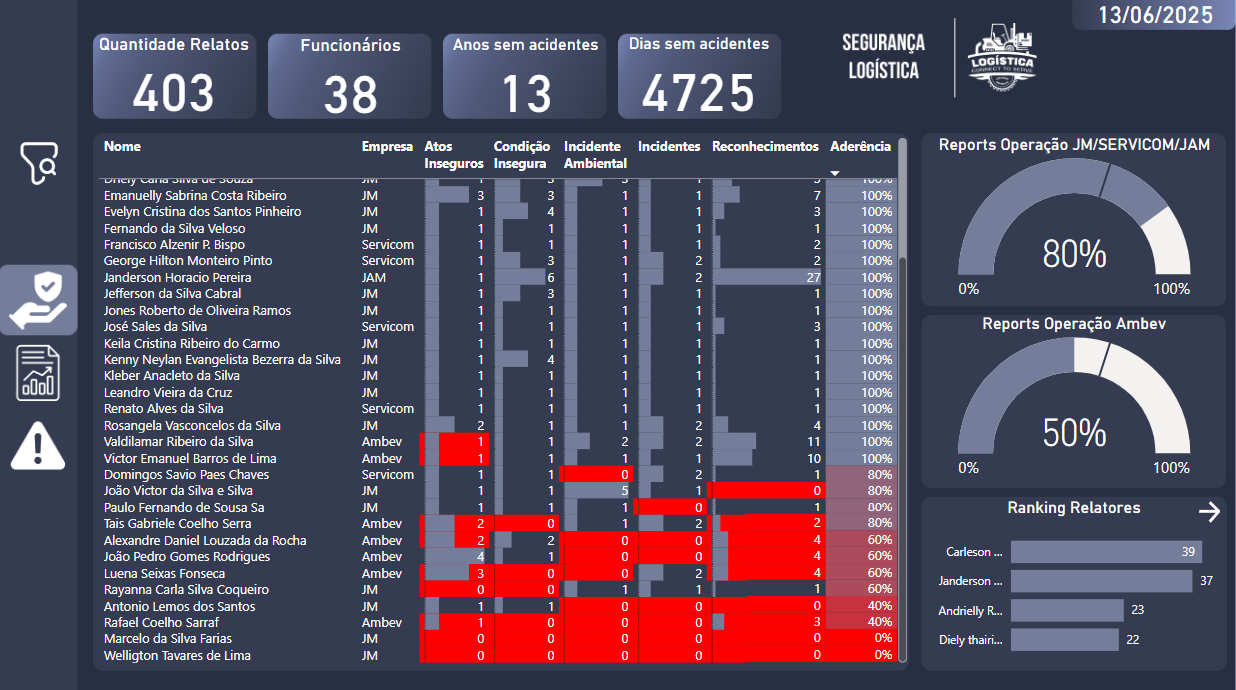 13/06/2025
Quantidade Relatos
403
Funcionários
38
Anos sem acidentes
13
Dias sem acidentes
4725
SEGURANÇA
LOGÍSTICA
LOGÍSTICA
CONNECT TO SERVE
Nome Empresa Atos Inseguros Condição Insegura Incidente Ambiental Incidentes Reconhecimentos Aderência
Driely Carla Silva de Souza JM 1 3 3 1 3 100%
Emanuelly Sabrina Costa Ribeiro JM 3 3 1 1 7 100%
Evelyn Cristina dos Santos Pinheiro JM 1 4 1 1 3 100%
Fernando da Silva Veloso JM 1 1 1 1 1 100%
Francisco Alzenir P. Bispo Servicom 1 1 1 1 2 100%
George Hilton Monteiro Pinto Servicom 1 3 1 2 2 100%
Janderson Horacio Pereira JAM 1 6 1 2 27 100%
Jefferson da Silva Cabral JM 1 3 1 1 1 100%
Jones Roberto de Oliveira Ramos JM 1 1 1 1 1 100%
José Sales da Silva Servicom 1 1 1 1 3 100%
Keila Cristina Ribeiro do Carmo JM 1 1 1 1 1 100%
Kenny Neylan Evangelista Bezerra da Silva JM 1 4 1 1 1 100%
Kleber Anacleto da Silva JM 1 1 1 1 1 100%
Leandro Vieira da Cruz JM 1 1 1 1 1 100%
Renato Alves da Silva Servicom 1 1 1 1 1 100%
Rosangela Vasconcelos da Silva JM 2 1 1 2 4 100%
Valdilamar Ribeiro da Silva Ambev 1 1 2 2 11 100%
Victor Emanuel Barros de Lima Ambev 1 1 1 1 10 100%
Domingos Savio Paes Chaves Servicom 1 1 0 2 1 80%
João Victor da Silva e Silva JM 1 1 5 1 0 80%
Paulo Fernando de Sousa Sa JM 1 1 1 0 1 80%
Tais Gabriele Coelho Serra Ambev 2 0 1 2 2 80%
Alexandre Daniel Louzada da Rocha Ambev 2 2 0 0 4 60%
João Pedro Gomes Rodrigues Ambev 4 1 0 0 4 60%
Luena Seixas Fonseca Ambev 3 0 0 2 4 60%
Rayanna Carla Silva Coqueiro JM 0 0 1 1 1 60%
Antonio Lemos dos Santos JM 1 1 0 0 0 40%
Rafael Coelho Sarraf Ambev 1 0 0 0 3 40%
Marcelo da Silva Farias JM 0 0 0 0 0 0%
Welligton Tavares de Lima JM 0 0 0 0 0 0%
Reports Operação JM/SERVICOM/JAM
80%
0% 100%
Reports Operação Ambev
50%
0% 100%
Ranking Relatores
Carleson ... 39
Janderson ... 37
Andrielly R... 23
Diely thairi... 22